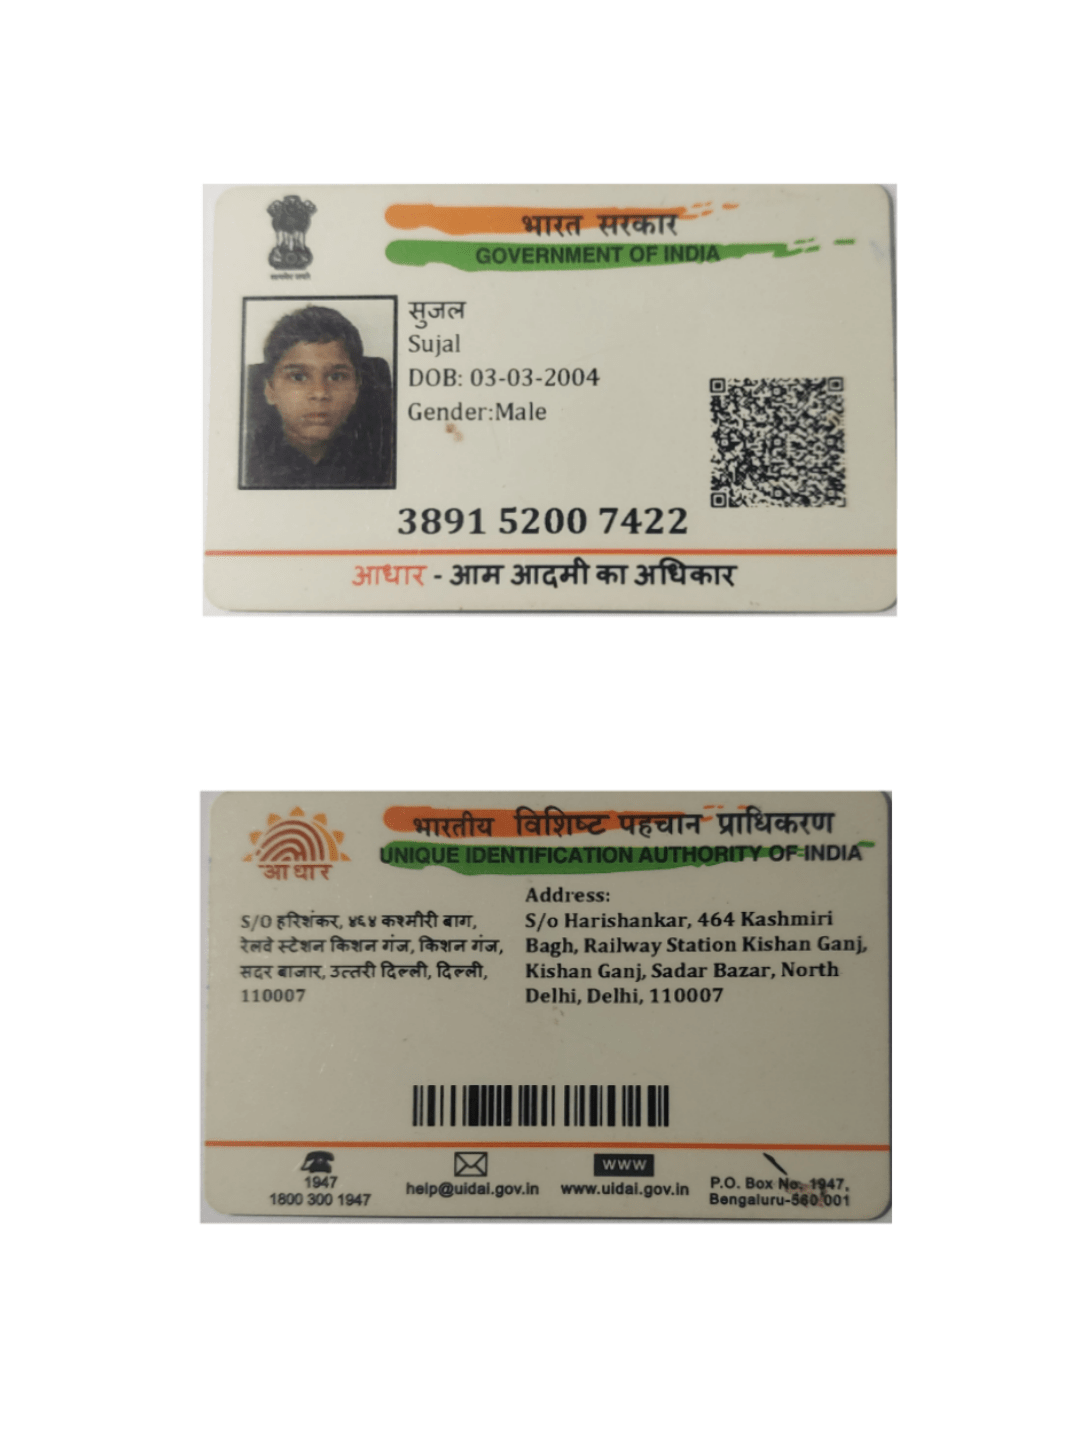 भारत सरकार
GOVERNMENT OF INDIA
सत्यमेव जयते
सुजल
Sujal
DOB: 03-03-2004
Gender:Male
3891 5200 7422
आधार - आम आदमी का अधिकार
भारतीय विशिष्ट पहचान प्राधिकरण
UNIQUE IDENTIFICATION AUTHORITY OF INDIA
आधार
S/O हरिशंकर, ४६४ कश्मीरी बाग,
रेलवे स्टेशन किशन गंज, किशन गंज,
सदर बाजार, उत्तरी दिल्ली, दिल्ली,
110007
Address:
S/o Harishankar, 464 Kashmiri
Bagh, Railway Station Kishan Ganj,
Kishan Ganj, Sadar Bazar, North
Delhi, Delhi, 110007
1947
1800 300 1947
help@uidai.gov.in
WWW
www.uidai.gov.in
P.O. Box No. 1947,
Bengaluru-560 001